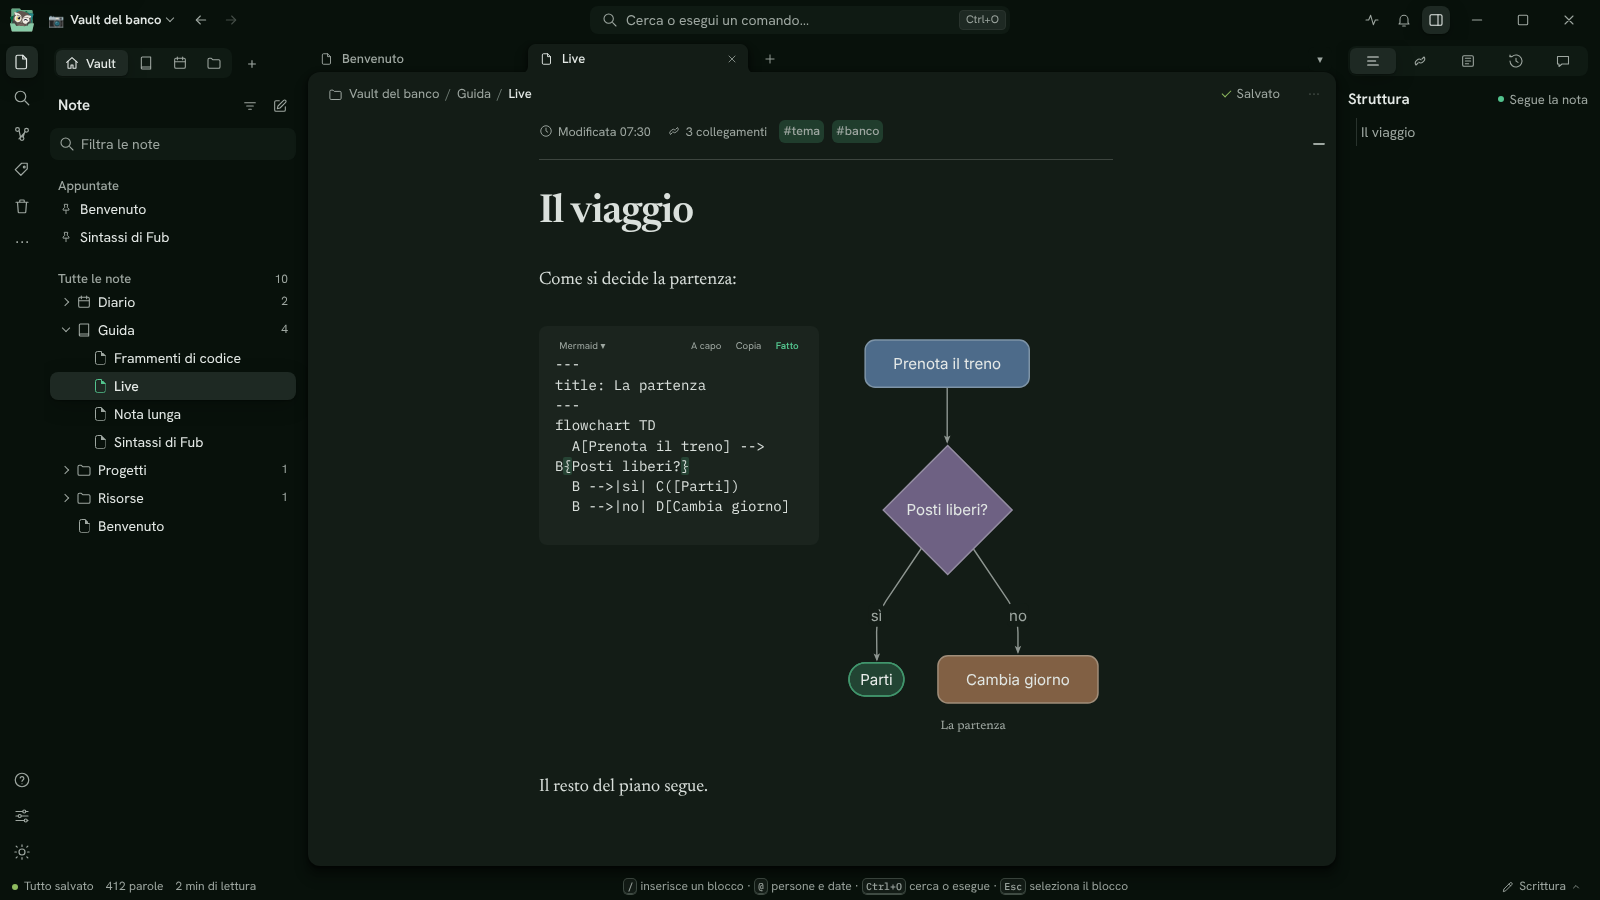 Vault del banco
Cerca o esegui un comando...
Ctrl+O
Vault
Note
Filtra le note
Appuntate
Benvenuto
Sintassi di Fub
Tutte le note 10
Diario 2
Guida 4
Frammenti di codice
Live
Nota lunga
Sintassi di Fub
Progetti 1
Risorse 1
Benvenuto
Benvenuto
Live
Vault del banco / Guida / Live
Salvato
Modificata 07:30
3 collegamenti
#tema
#banco
Il viaggio
Come si decide la partenza:
Mermaid
A capo
Copia
Fatto
---
title: La partenza
---
flowchart TD
A[Prenota il treno] -->
B{Posti liberi?}
B -->|sì| C([Parti])
B -->|no| D[Cambia giorno]
Prenota il treno
Posti liberi?
sì
no
Parti
Cambia giorno
La partenza
Il resto del piano segue.
Struttura
Segue la nota
Il viaggio
Tutto salvato
412 parole
2 min di lettura
/ inserisce un blocco · @ persone e date · Ctrl+O cerca o esegue · Esc seleziona il blocco
Scrittura